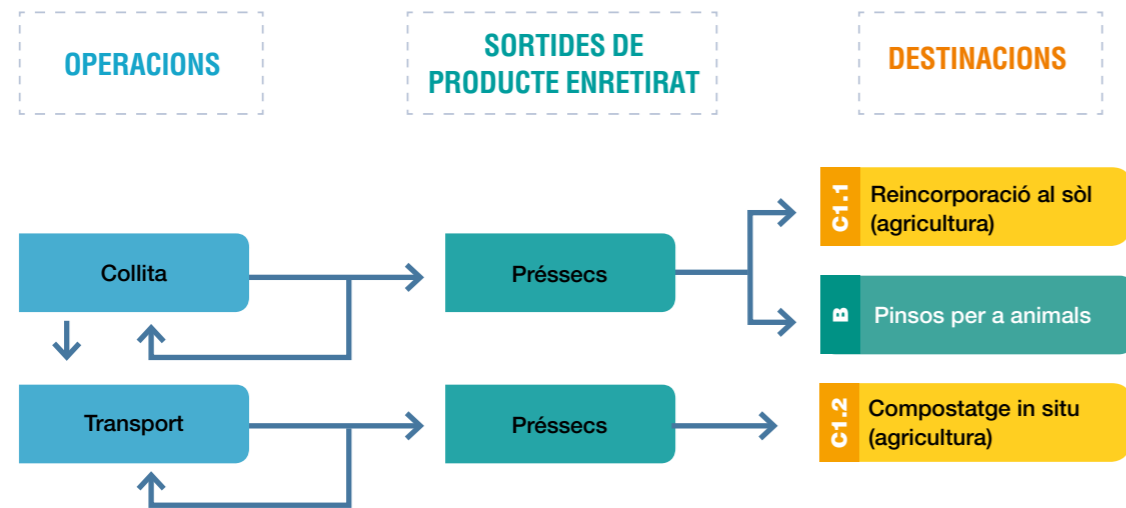 OPERACIONS
SORTIDES DE
PRODUCTE ENRETIRAT
DESTINACIONS
Collita
Préssecs
C1.1
Reincorporació al sòl
(agricultura)
B
Pinsos per a animals
Transport
Préssecs
C1.2
Compostatge in situ
(agricultura)